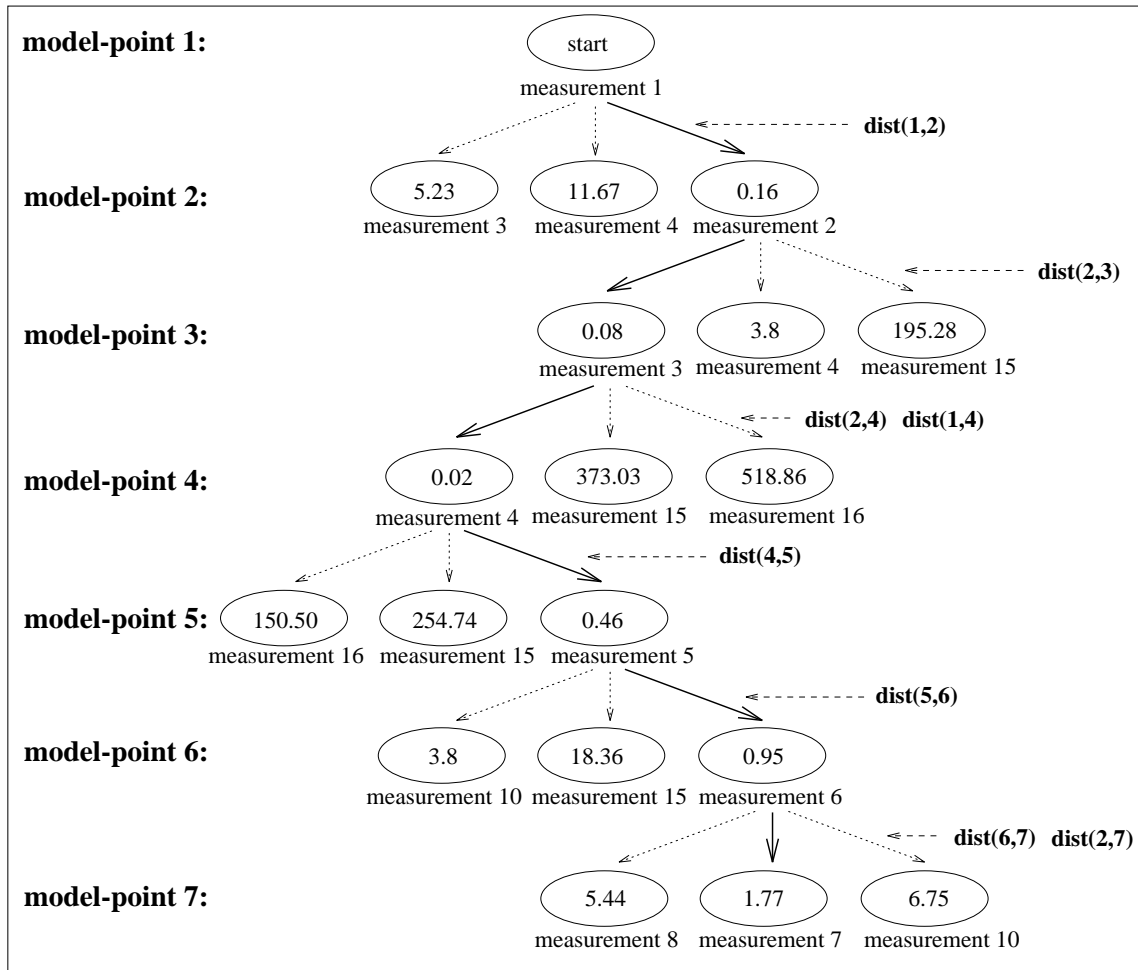 model-point 1:
start
measurement 1
dist(1,2)
model-point 2:
5.23
11.67
0.16
measurement 3
measurement 4
measurement 2
dist(2,3)
model-point 3:
0.08
3.8
195.28
measurement 3
measurement 4
measurement 15
dist(2,4) dist(1,4)
model-point 4:
0.02
373.03
518.86
measurement 4
measurement 15
measurement 16
dist(4,5)
model-point 5:
150.50
254.74
0.46
measurement 16
measurement 15
measurement 5
dist(5,6)
model-point 6:
3.8
18.36
0.95
measurement 10
measurement 15
measurement 6
dist(6,7) dist(2,7)
model-point 7:
5.44
1.77
6.75
measurement 8
measurement 7
measurement 10